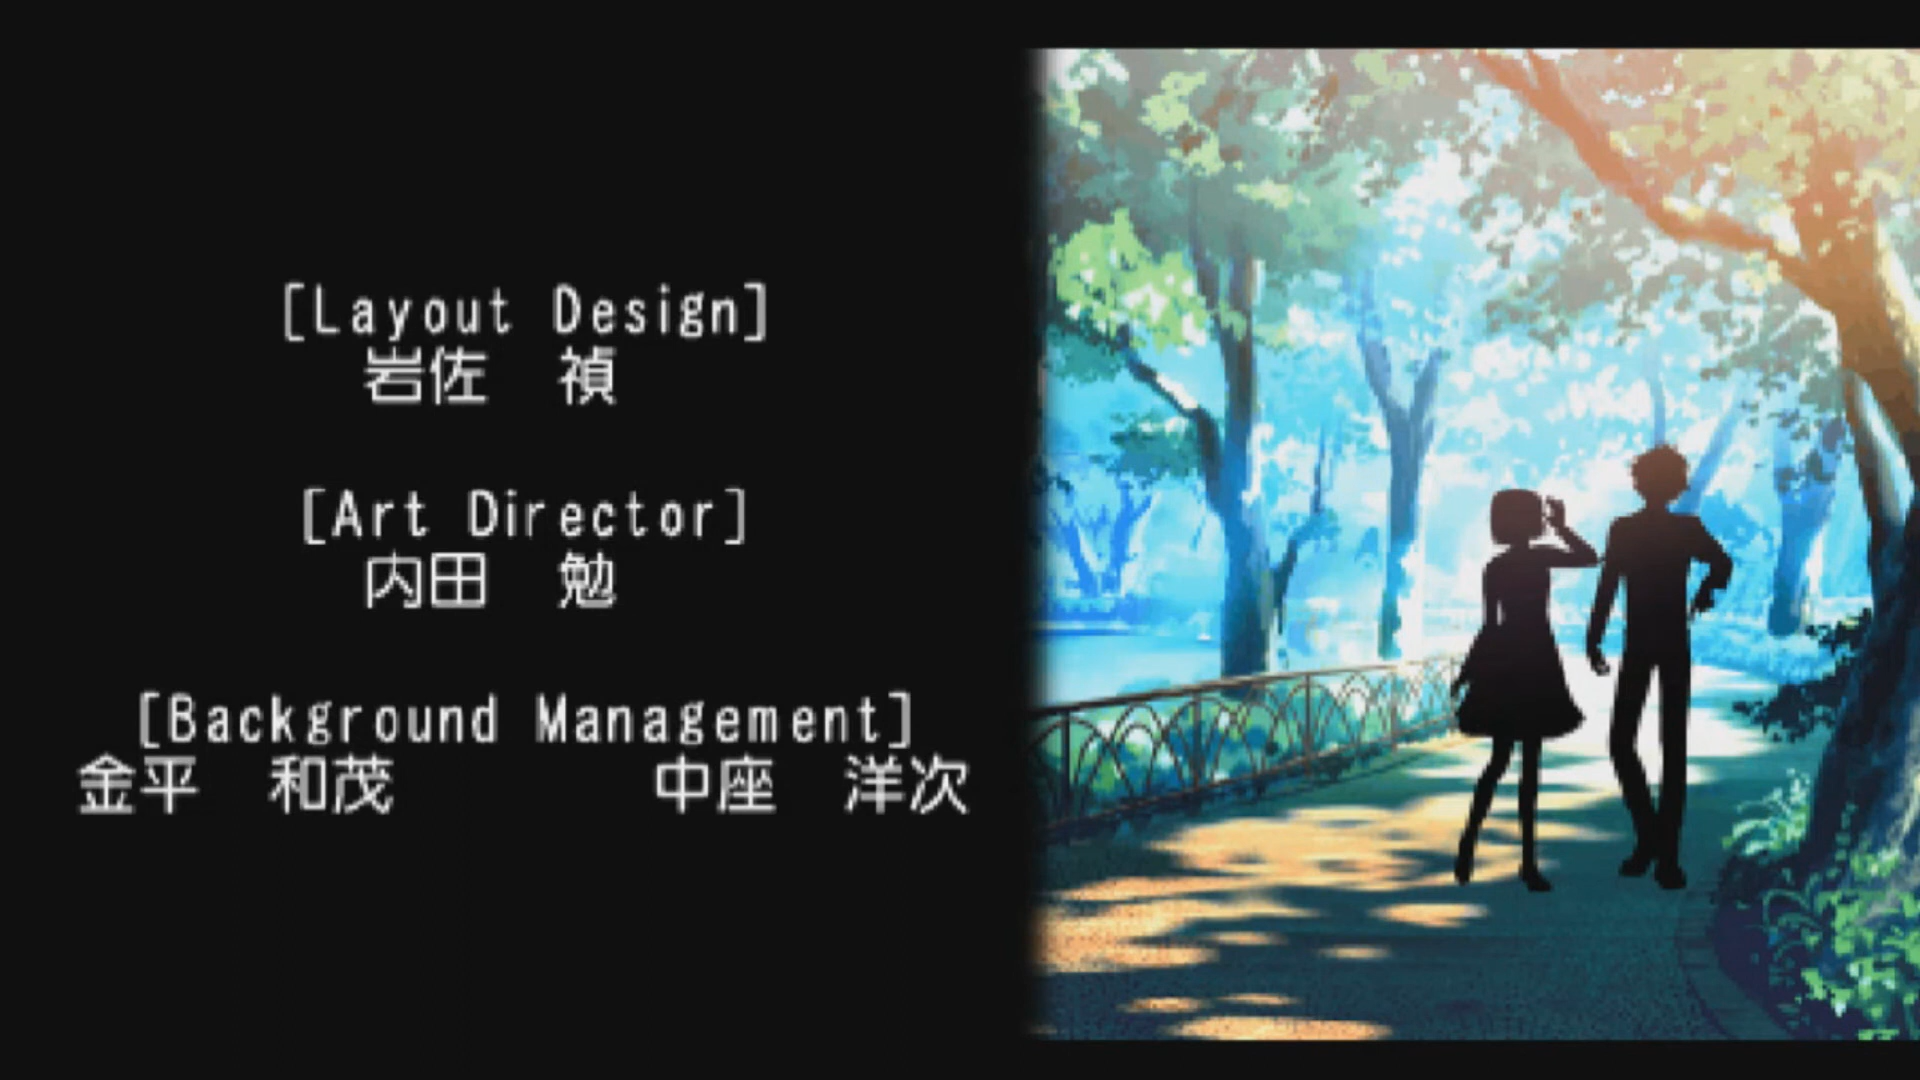 [Layout Design]
岩佐　禎
[Art Director]
内田　勉
[Background Management]
金平　和茂　　　　中座　洋次